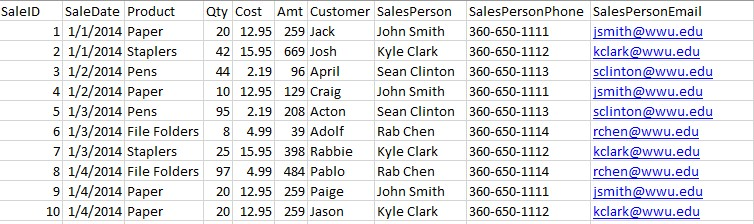 SaleID SaleDate Product Qty Cost Amt Customer SalesPerson SalesPersonPhone SalesPersonEmail
1 1/1/2014 Paper 20 12.95 259 Jack John Smith 360-650-1111 jsmith@wwu.edu
2 1/1/2014 Staplers 42 15.95 669 Josh Kyle Clark 360-650-1112 kclark@wwu.edu
3 1/2/2014 Pens 44 2.19 96 April Sean Clinton 360-650-1113 sclinton@wwu.edu
4 1/2/2014 Paper 10 12.95 129 Craig John Smith 360-650-1111 jsmith@wwu.edu
5 1/3/2014 Pens 95 2.19 208 Acton Sean Clinton 360-650-1113 sclinton@wwu.edu
6 1/3/2014 File Folders 8 4.99 39 Adolf Rab Chen 360-650-1114 rchen@wwu.edu
7 1/3/2014 Staplers 25 15.95 398 Rabbie Kyle Clark 360-650-1112 kclark@wwu.edu
8 1/4/2014 File Folders 97 4.99 484 Pablo Rab Chen 360-650-1114 rchen@wwu.edu
9 1/4/2014 Paper 20 12.95 259 Paige John Smith 360-650-1111 jsmith@wwu.edu
10 1/4/2014 Paper 20 12.95 259 Jason Kyle Clark 360-650-1112 kclark@wwu.edu